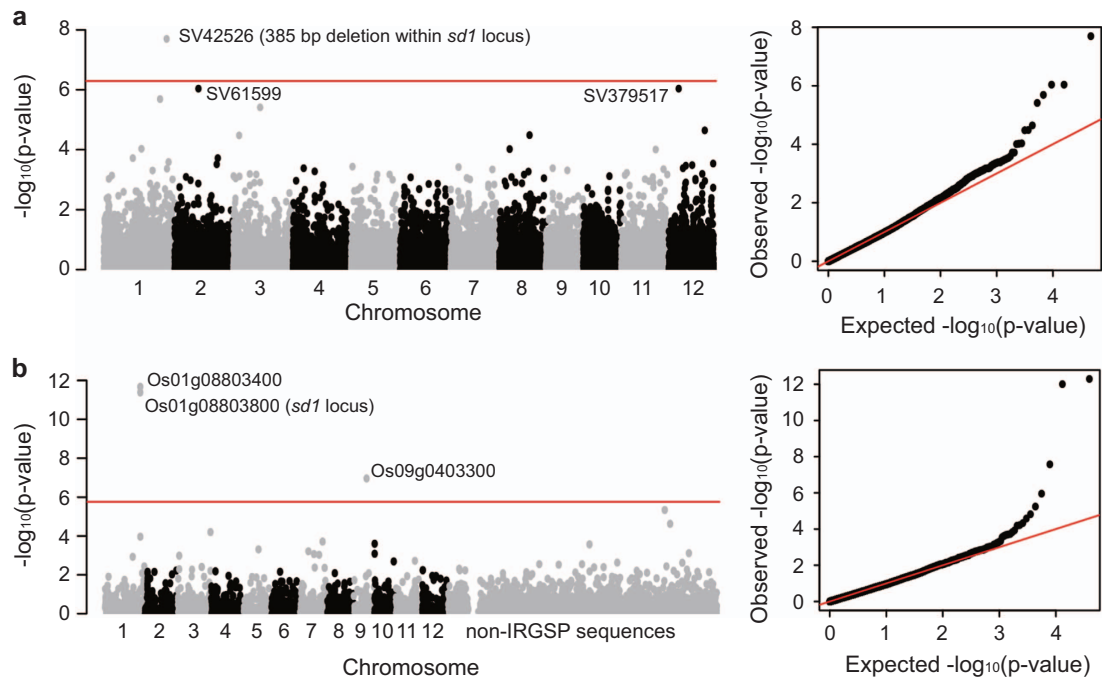 a
8
6
4
2
0
-log10(p-value)
SV42526 (385 bp deletion within sd1 locus)
SV61599
SV379517
1 2 3 4 5 6 7 8 9 10 11 12
Chromosome
8
6
4
2
0
Observed -log10(p-value)
0 1 2 3 4
Expected -log10(p-value)
b
12
10
8
6
4
2
0
-log10(p-value)
Os01g08803400
Os01g08803800 (sd1 locus)
Os09g0403300
1 2 3 4 5 6 7 8 9 10 11 12 non-IRGSP sequences
Chromosome
12
10
8
6
4
2
0
Observed -log10(p-value)
0 1 2 3 4
Expected -log10(p-value)